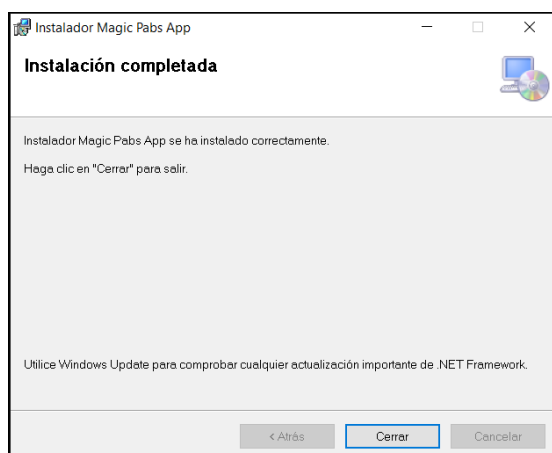 Instalador Magic Pabs App
Instalación completada
Instalador Magic Pabs App se ha instalado correctamente.
Haga clic en "Cerrar" para salir.
Utilice Windows Update para comprobar cualquier actualización importante de .NET Framework.
< Atrás
Cerrar
Cancelar